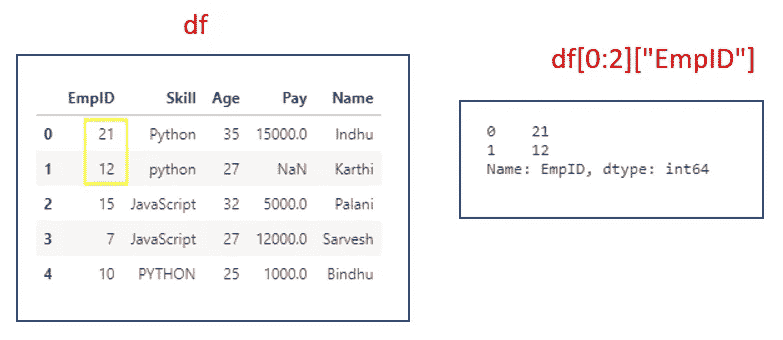 df
EmpID Skill Age Pay Name
0 21 Python 35 15000.0 Indhu
1 12 python 27 NaN Karthi
2 15 JavaScript 32 5000.0 Palani
3 7 JavaScript 27 12000.0 Sarvesh
4 10 PYTHON 25 1000.0 Bindhu
df[0:2]["EmpID"]
0 21
1 12
Name: EmpID, dtype: int64